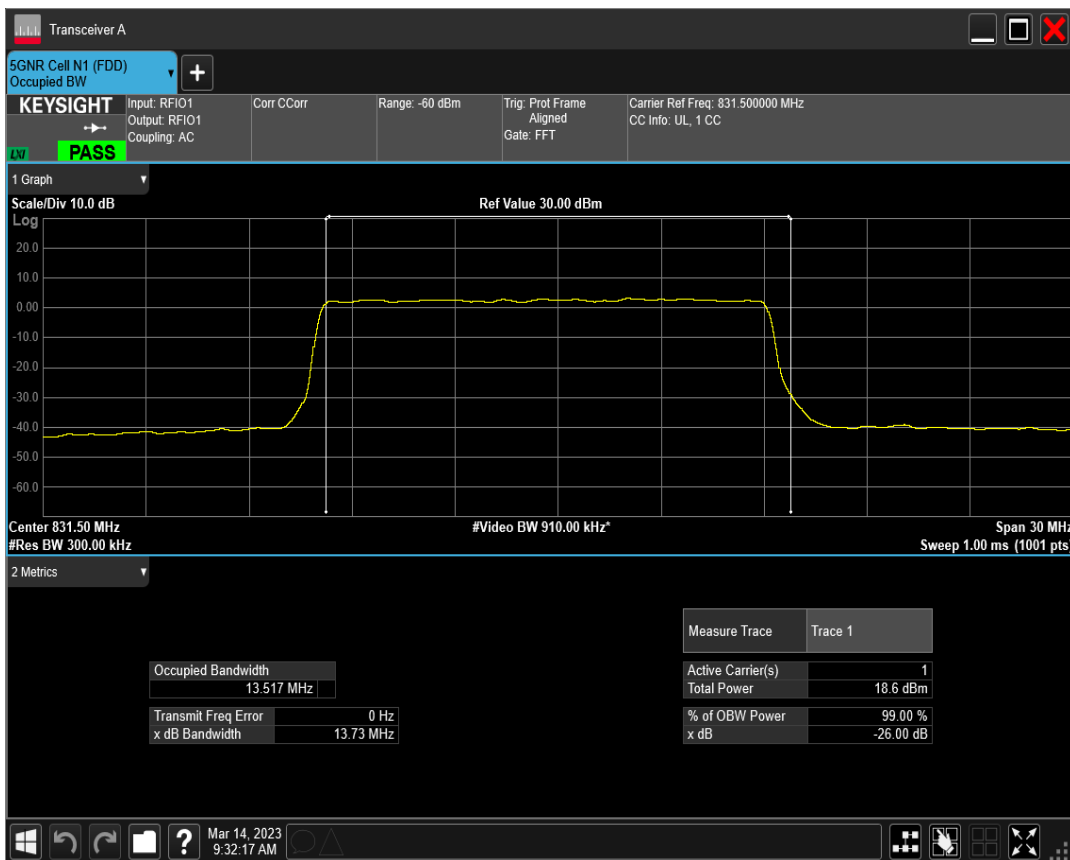 Transceiver A
5GNR Cell N1 (FDD)
Occupied BW
+
KEYSIGHT
LXI
PASS
Input: RFIO1
Output: RFIO1
Coupling: AC
Corr CCorr
Range: -60 dBm
Trig: Prot Frame
Aligned
Gate: FFT
Carrier Ref Freq: 831.500000 MHz
CC Info: UL, 1 CC
1 Graph
Scale/Div 10.0 dB
Ref Value 30.00 dBm
Log
20.0
10.0
0.00
-10.0
-20.0
-30.0
-40.0
-50.0
-60.0
Center 831.50 MHz
#Video BW 910.00 kHz*
Span 30 MHz
#Res BW 300.00 kHz
Sweep 1.00 ms (1001 pts)
2 Metrics
Measure Trace Trace 1
Occupied Bandwidth
13.517 MHz
Transmit Freq Error 0 Hz
x dB Bandwidth 13.73 MHz
Active Carrier(s) 1
Total Power 18.6 dBm
% of OBW Power 99.00 %
x dB -26.00 dB
?
Mar 14, 2023
9:32:17 AM